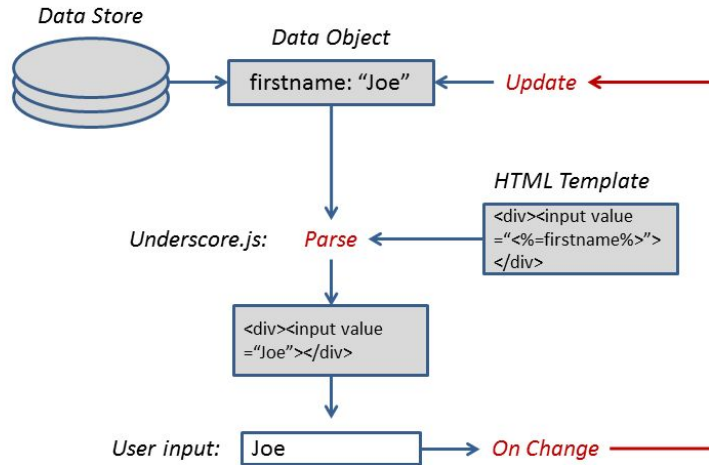 Data Store
Data Object
firstname: “Joe”
Update
HTML Template
<div><input value
=“<%=firstname%>”>
</div>
Underscore.js:
Parse
<div><input value
=“Joe”></div>
User input:
Joe
On Change